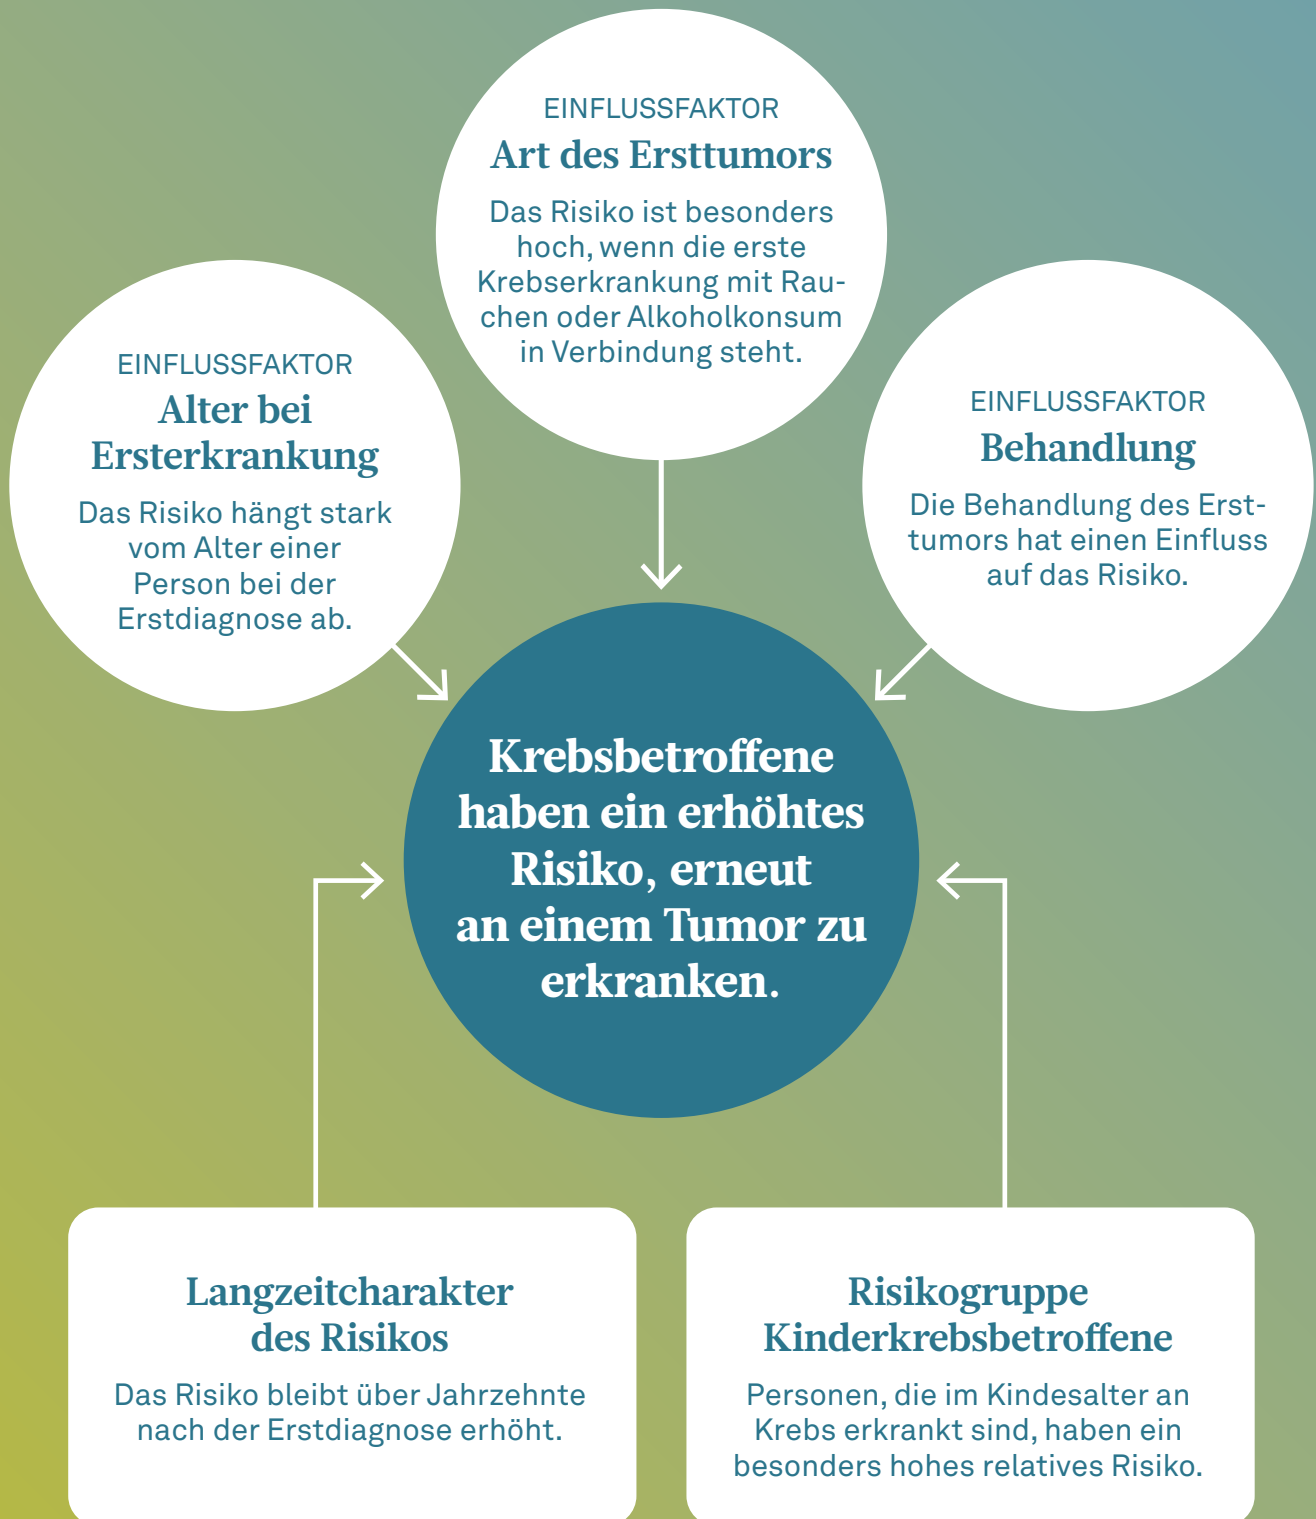 EINFLUSSFAKTOR
Art des Ersttumors
Das Risiko ist besonders
hoch, wenn die erste
Krebserkrankung mit Rau-
chen oder Alkoholkonsum
in Verbindung steht.
EINFLUSSFAKTOR
Alter bei
Ersterkrankung
Das Risiko hängt stark
vom Alter einer
Person bei der
Erstdiagnose ab.
EINFLUSSFAKTOR
Behandlung
Die Behandlung des Erst-
tumors hat einen Einfluss
auf das Risiko.
Krebsbetroffene
haben ein erhöhtes
Risiko, erneut
an einem Tumor zu
erkranken.
Langzeitcharakter
des Risikos
Das Risiko bleibt über Jahrzehnte
nach der Erstdiagnose erhöht.
Risikogruppe
Kinderkrebsbetroffene
Personen, die im Kindesalter an
Krebs erkrankt sind, haben ein
besonders hohes relatives Risiko.